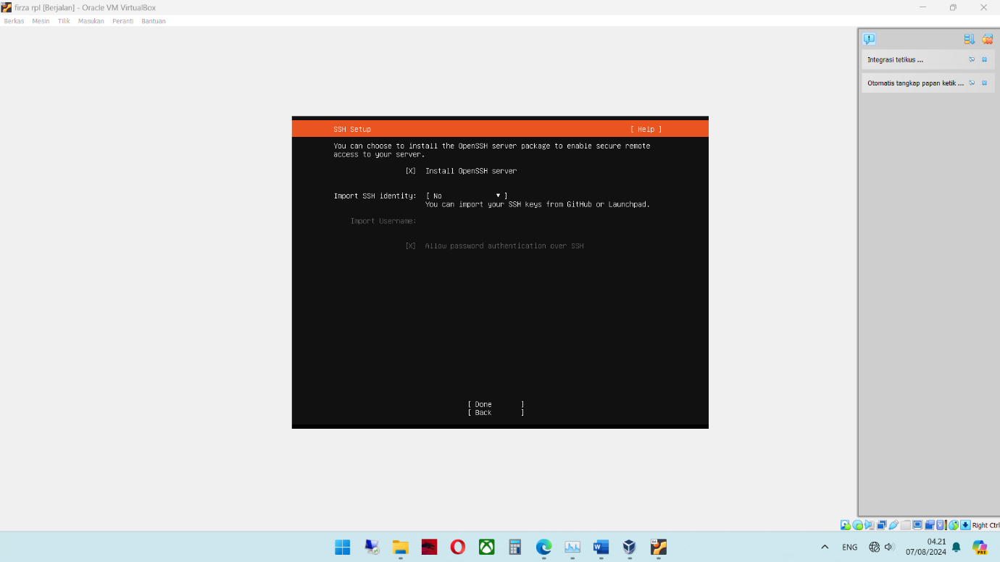 firza rpl [Berjalan] - Oracle VM VirtualBox
Berkas Mesin Tilik Masukan Peranti Bantuan
Integrasi tetikus ...
Otomatis tangkap papan ketik ...
SSH Setup [ Help ]
You can choose to install the OpenSSH server package to enable secure remote
access to your server.
[X] Install OpenSSH server
Import SSH identity: [ No ▼ ]
You can import your SSH keys from GitHub or Launchpad.
Import Username:
[X] Allow password authentication over SSH
[ Done ]
[ Back ]
Right Ctrl
ENG
04.21
07/08/2024
PRE